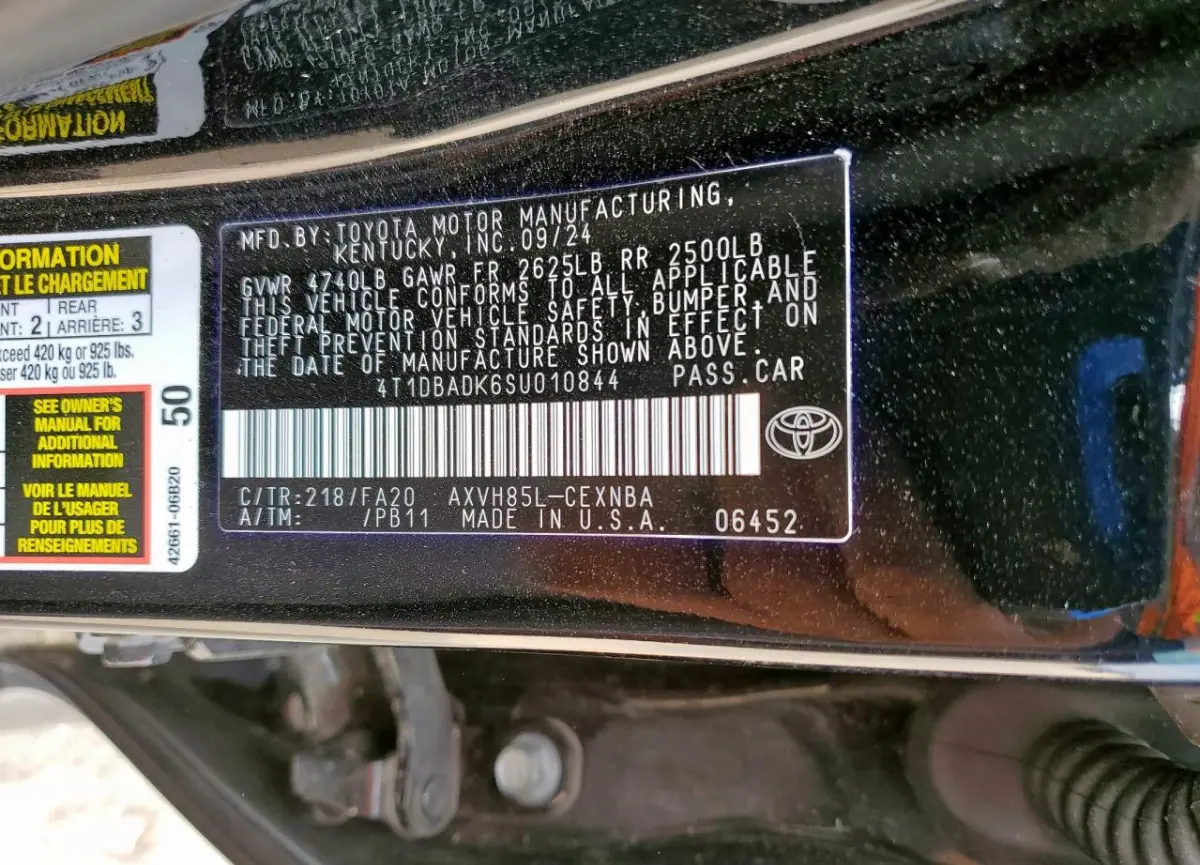 ORMATION
ET LE CHARGEMENT
NT
REAR
NT: 2
ARRIÈRE: 3
xceed 420 kg or 925 lbs.
ser 420 kg ou 925 lb.
SEE OWNER'S
MANUAL FOR
ADDITIONAL
INFORMATION
VOIR LE MANUEL
DE L'USAGER
POUR PLUS DE
RENSEIGNEMENTS
50
42661-06B20
MFD.BY:TOYOTA MOTOR MANUFACTURING,
KENTUCKY, INC.09/24
GVWR 4740LB GAWR FR 2625LB RR 2500LB
THIS VEHICLE CONFORMS TO ALL APPLICABLE
FEDERAL MOTOR VEHICLE SAFETY,BUMPER,AND
THEFT PREVENTION STANDARDS IN EFFECT ON
THE DATE OF MANUFACTURE SHOWN ABOVE.
4T1DBADK6SU010844 PASS.CAR
C/TR:218/FA20 AXVH85L-CEXNBA
A/TM: /PB11 MADE IN U.S.A. 06452